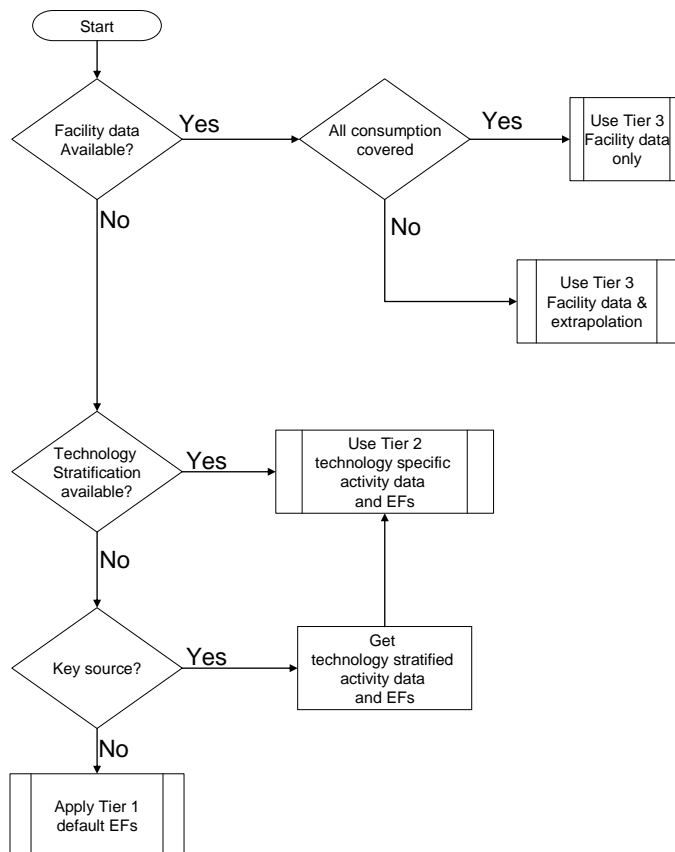 Start
Facility data
Available?
Yes
All consumption
covered
Yes
Use Tier 3
Facility data
only
No
No
Use Tier 3
Facility data &
extrapolation
Technology
Stratification
available?
Yes
Use Tier 2
technology specific
activity data
and EFs
No
Key source?
Yes
Get
technology stratified
activity data
and EFs
No
Apply Tier 1
default EFs